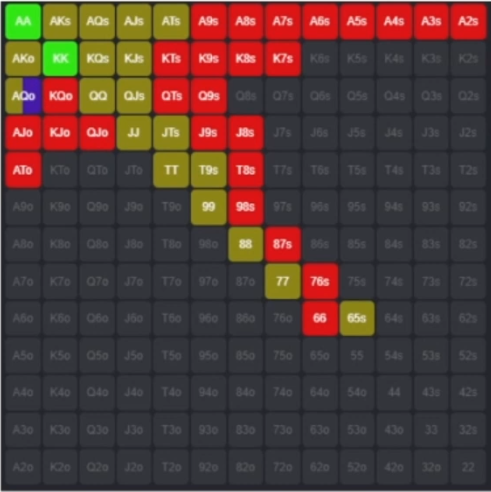 AA AKs AQs AJs ATs A9s A8s A7s A6s A5s A4s A3s A2s
AKo KK KQs KJs KTs K9s K8s K7s K6s K5s K4s K3s K2s
AQo KQo QQ QJs QTs Q9s Q8s Q7s Q6s Q5s Q4s Q3s Q2s
AJo KJo QJo JJ JTs J9s J8s J7s J6s J5s J4s J3s J2s
ATo KTo QTo JTo TT T9s T8s T7s T6s T5s T4s T3s T2s
A9o K9o Q9o J9o T9o 99 98s 97s 96s 95s 94s 93s 92s
A8o K8o Q8o J8o T8o 98o 88 87s 86s 85s 84s 83s 82s
A7o K7o Q7o J7o T7o 97o 87o 77 76s 75s 74s 73s 72s
A6o K6o Q6o J6o T6o 96o 86o 76o 66 65s 64s 63s 62s
A5o K5o Q5o J5o T5o 95o 85o 75o 65o 55 54s 53s 52s
A4o K4o Q4o J4o T4o 94o 84o 74o 64o 54o 44 43s 42s
A3o K3o Q3o J3o T3o 93o 83o 73o 63o 53o 43o 33 32s
A2o K2o Q2o J2o T2o 92o 82o 72o 62o 52o 42o 32o 22